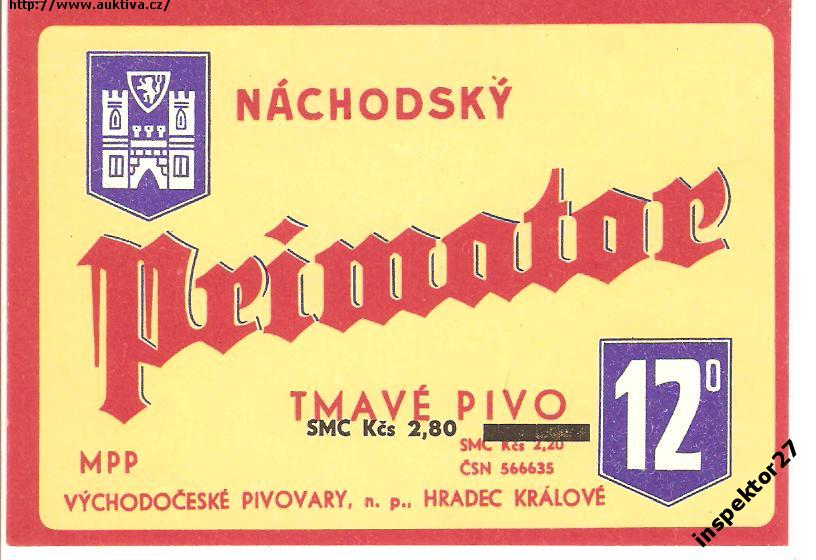 http://www.auktiva.cz/
NÁCHODSKÝ
Primator
12°
TMAVÉ PIVO
SMC Kčs 2,80
SMC Kčs 2,20
MPP
ČSN 566635
VÝCHODOČESKÉ PIVOVARY, n. p., HRADEC KRÁLOVÉ
inspektor27